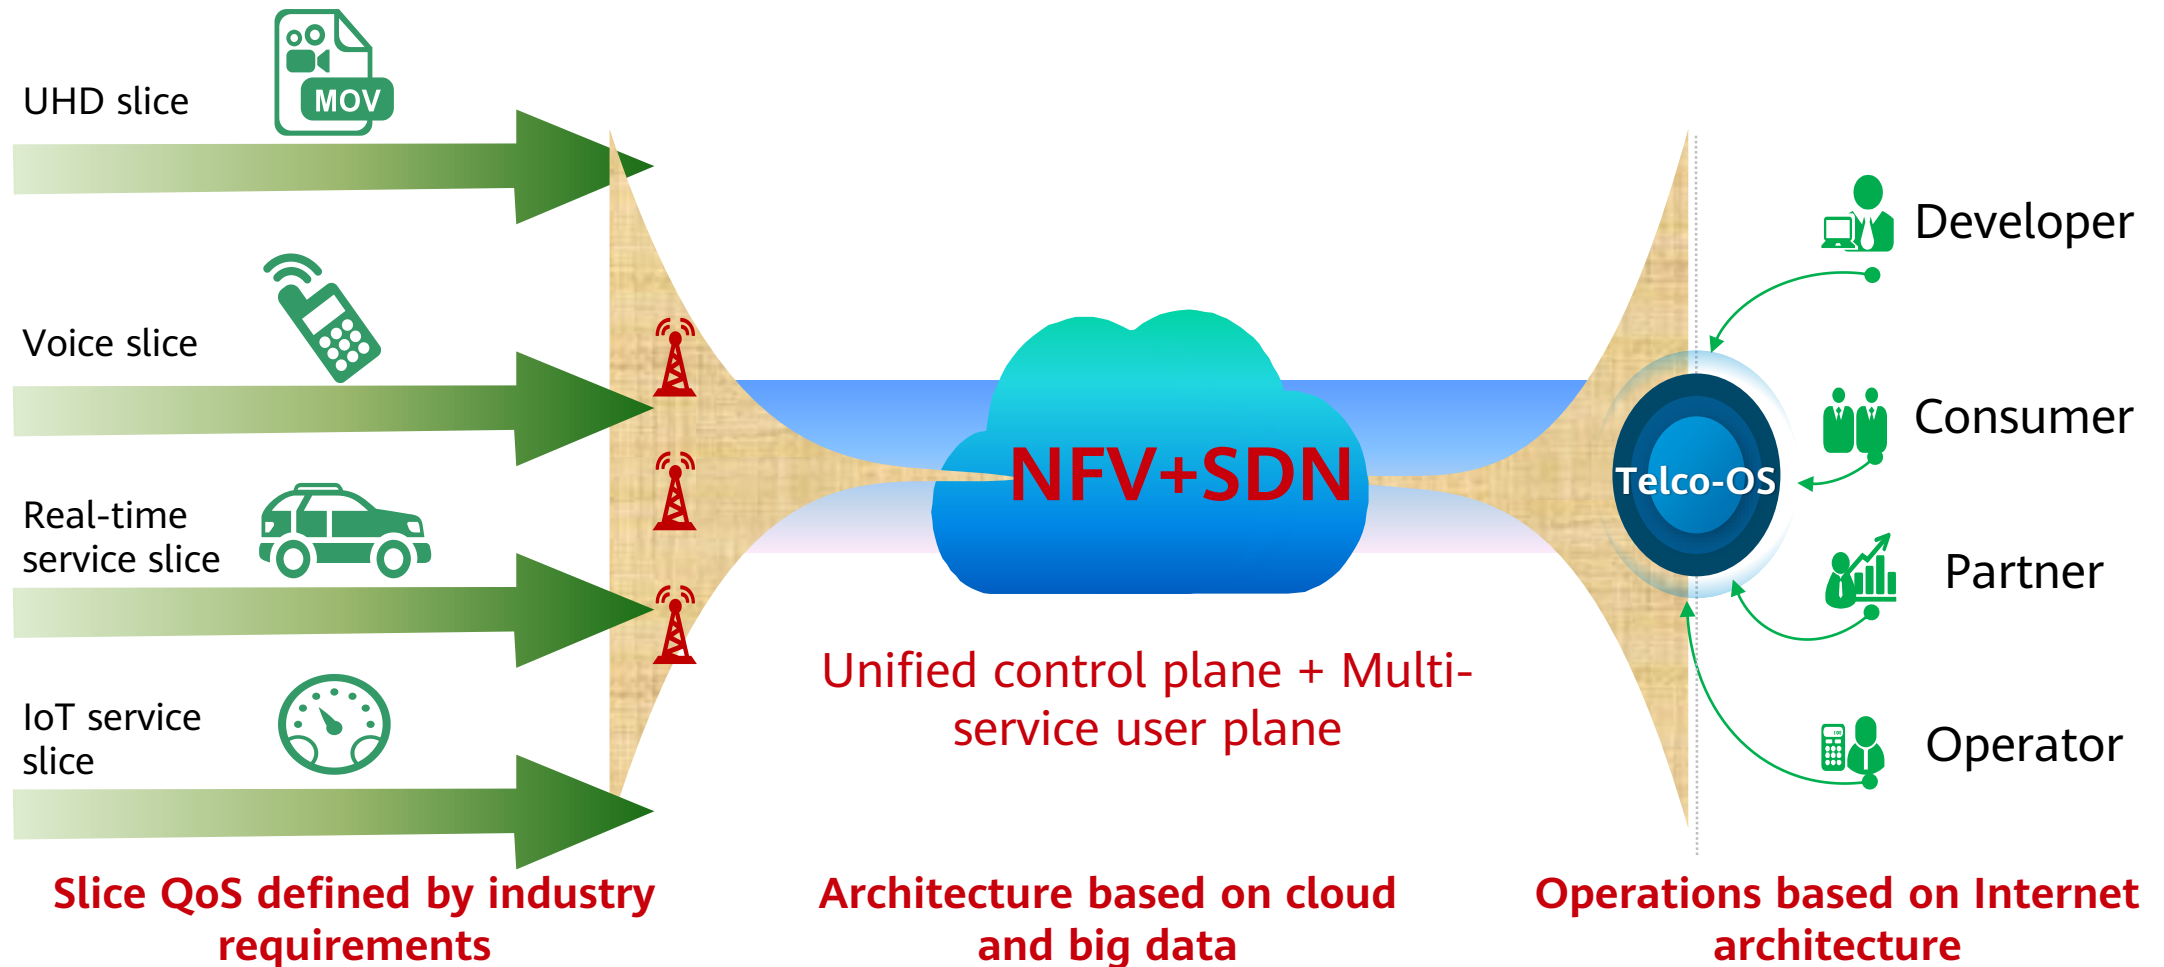 UHD slice
MOV
Voice slice
Real-time
service slice
IoT service
slice
Slice QoS defined by industry
requirements
NFV+SDN
Unified control plane + Multi-
service user plane
Architecture based on cloud
and big data
Telco-OS
Developer
Consumer
Partner
Operator
Operations based on Internet
architecture